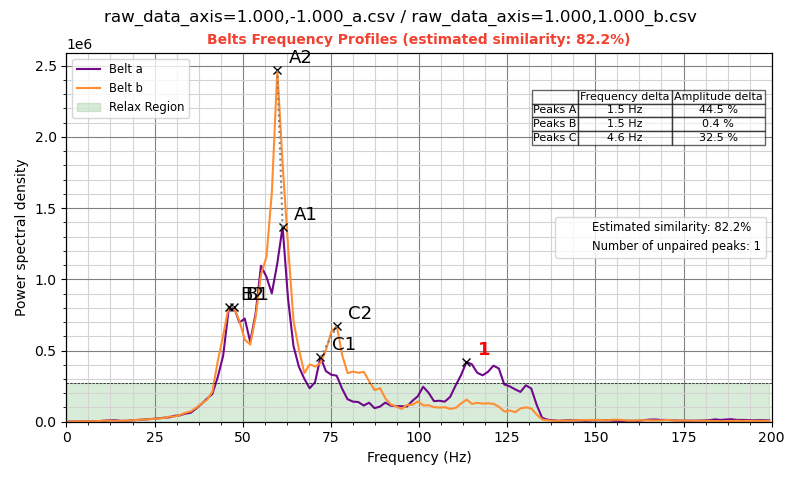 raw_data_axis=1.000,-1.000_a.csv / raw_data_axis=1.000,1.000_b.csv
Belts Frequency Profiles (estimated similarity: 82.2%)
1e6
Belt a
Belt b
Relax Region
Frequency delta Amplitude delta
Peaks A 1.5 Hz 44.5 %
Peaks B 1.5 Hz 0.4 %
Peaks C 4.6 Hz 32.5 %
Estimated similarity: 82.2%
Number of unpaired peaks: 1
A2
A1
B2 B1
C2
C1
1
Power spectral density
2.5
2.0
1.5
1.0
0.5
0.0
0 25 50 75 100 125 150 175 200
Frequency (Hz)